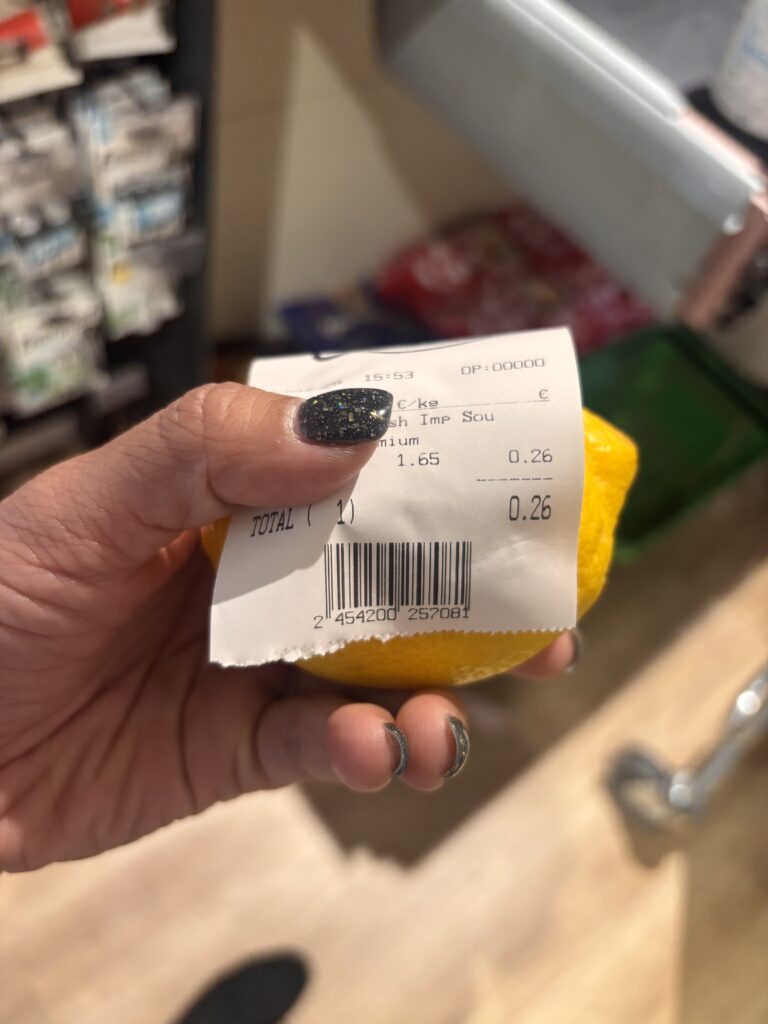 15:53 OP:00000
€/kg €
sh Imp Sou
mium
1.65 0.26
0.26
TOTAL ( 1)
2 454200 257081